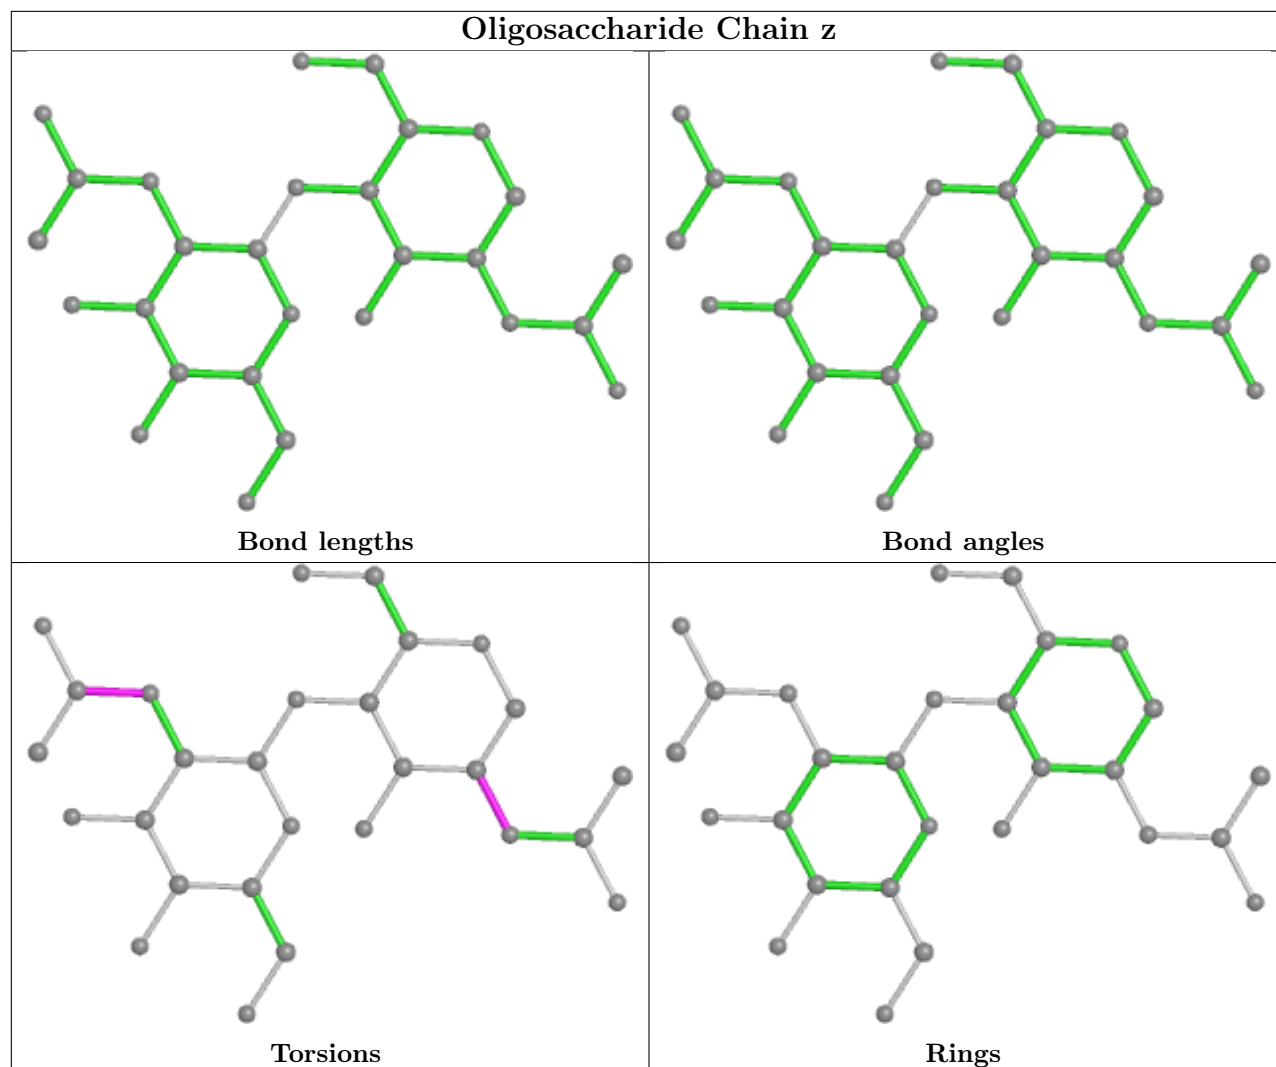 Oligosaccharide Chain z
Bond lengths
Bond angles
Torsions
Rings